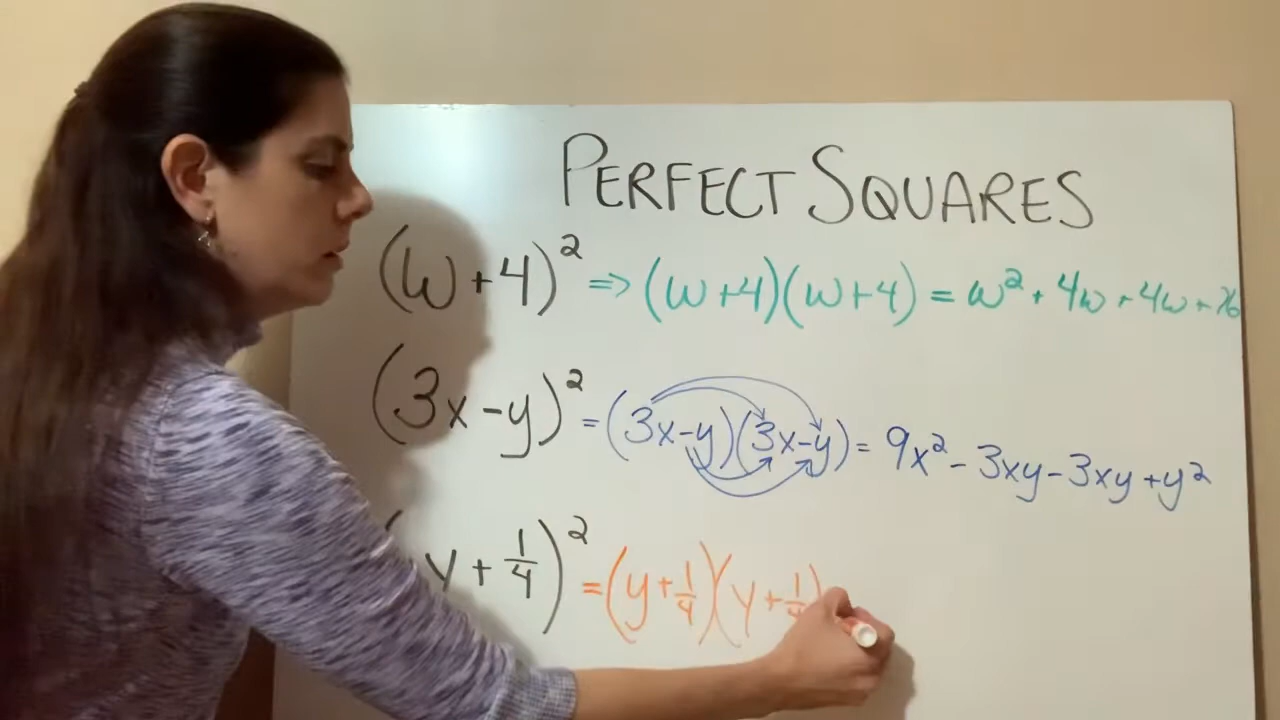 PERFECT SQUARES
(w+4)² ⇒ (w+4)(w+4) = w² + 4w + 4w + 16
(3x-y)² = (3x-y)(3x-y) = 9x² - 3xy - 3xy + y²
(y + 1/4)² = (y + 1/4)(y + 1/4)